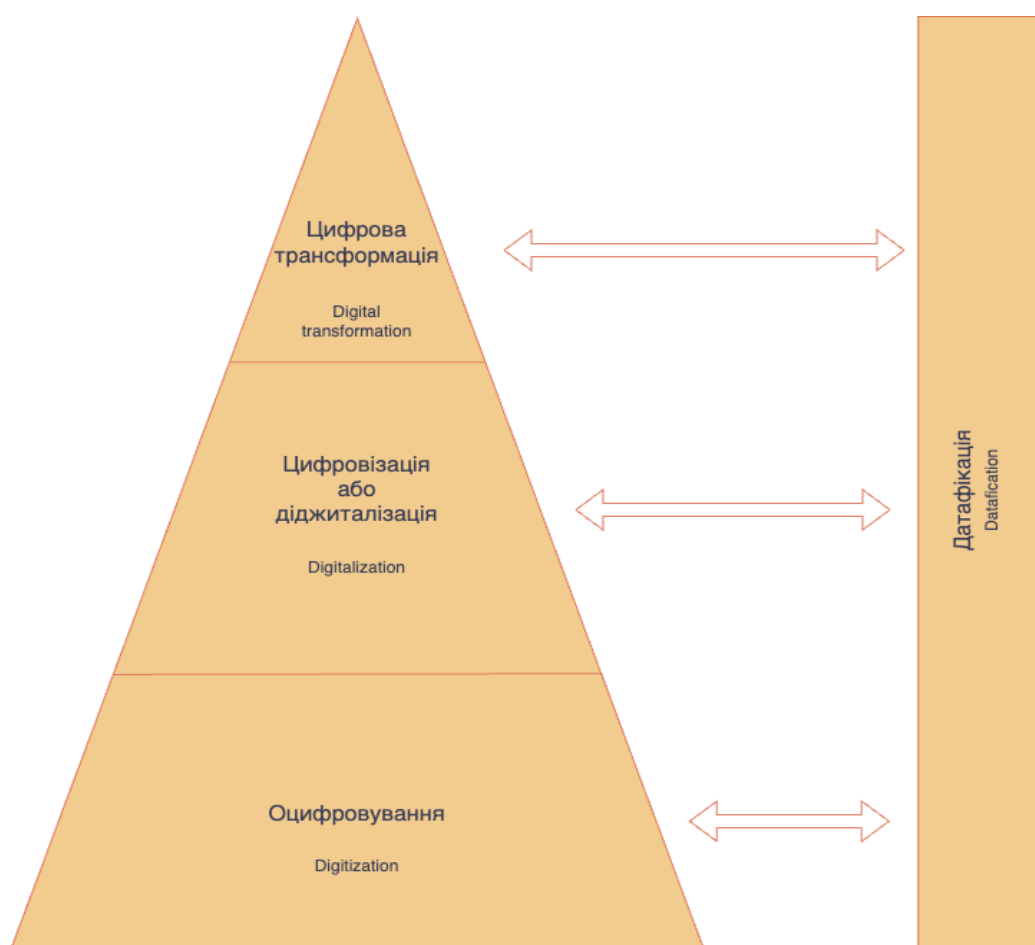 Цифрова
трансформація
Digital
transformation
Цифровізація
або
діджиталізація
Digitalization
Оцифровування
Digitization
Датафікація
Datafication